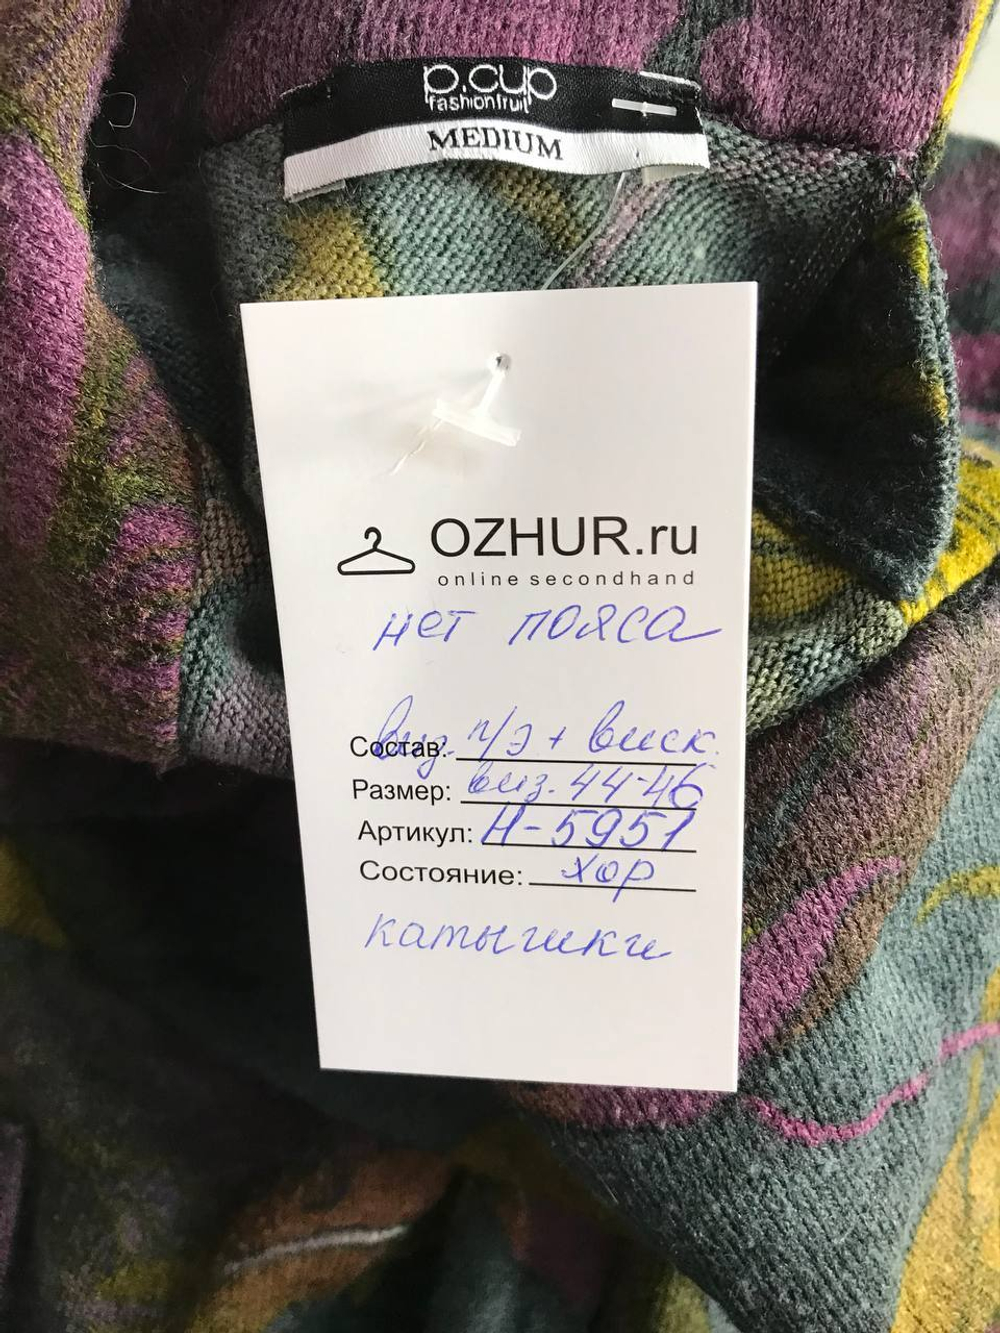 p.cup
fashionfruit
MEDIUM
OZHUR.ru
online secondhand
нет пояса
Состав: виз. п/э + виск.
Размер: виз. 44-46
Артикул: Н-5951
Состояние: хор
катышки